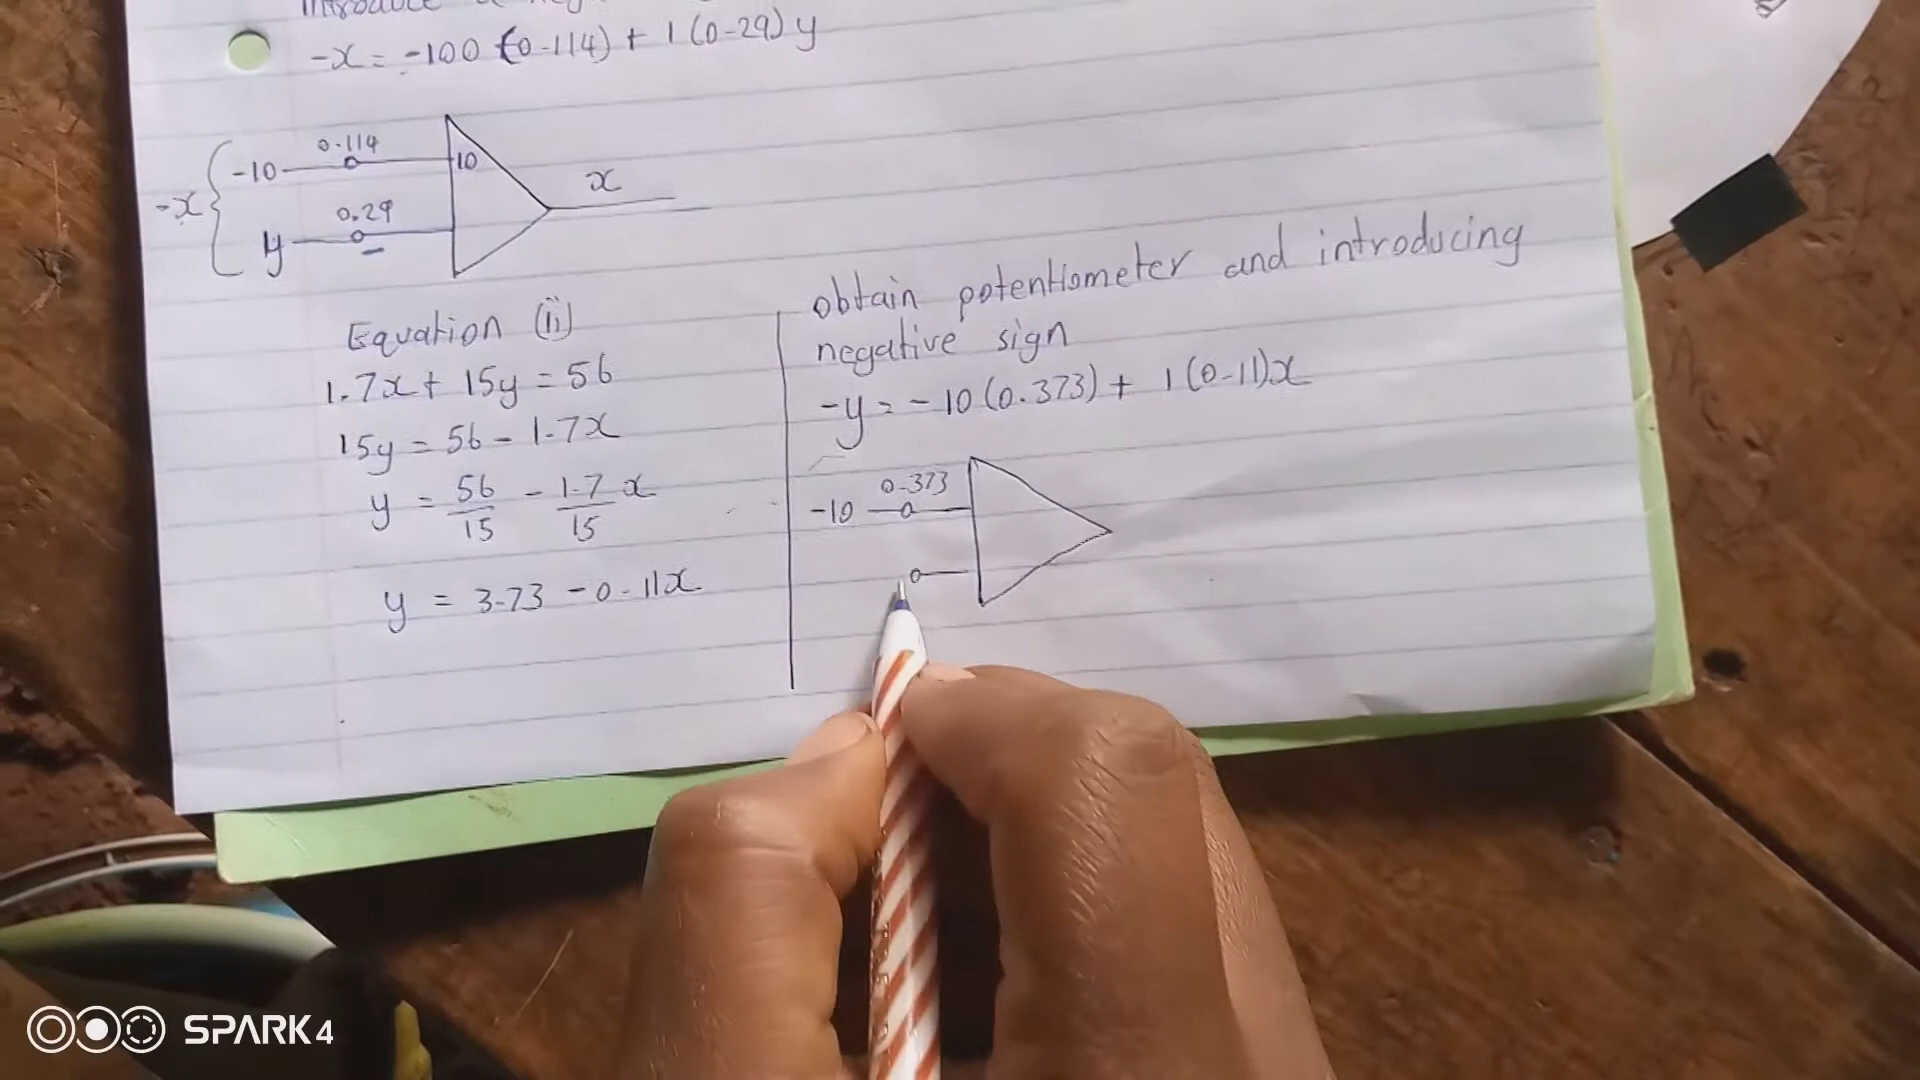 -x = -100 (0.114) + 1(0.29)y
0.114
-10
10
x
-x
0.29
y
Equation (ii)
1.7x + 15y = 56
15y = 56 - 1.7x
y = 56/15 - 1.7/15 x
y = 3.73 - 0.11x
obtain potentiometer and introducing
negative sign
-y = -10(0.373) + 1(0.11)x
0.373
-10
SPARK 4